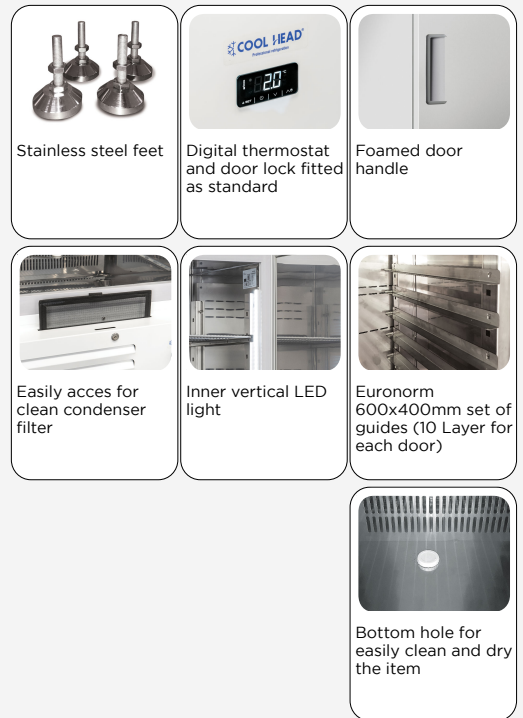 COOL HEAD
Professional refrigeration
2.0
Stainless steel feet
Digital thermostat
and door lock fitted
as standard
Foamed door
handle
Easily acces for
clean condenser
filter
Inner vertical LED
light
Euronorm
600x400mm set of
guides (10 Layer for
each door)
Bottom hole for
easily clean and dry
the item